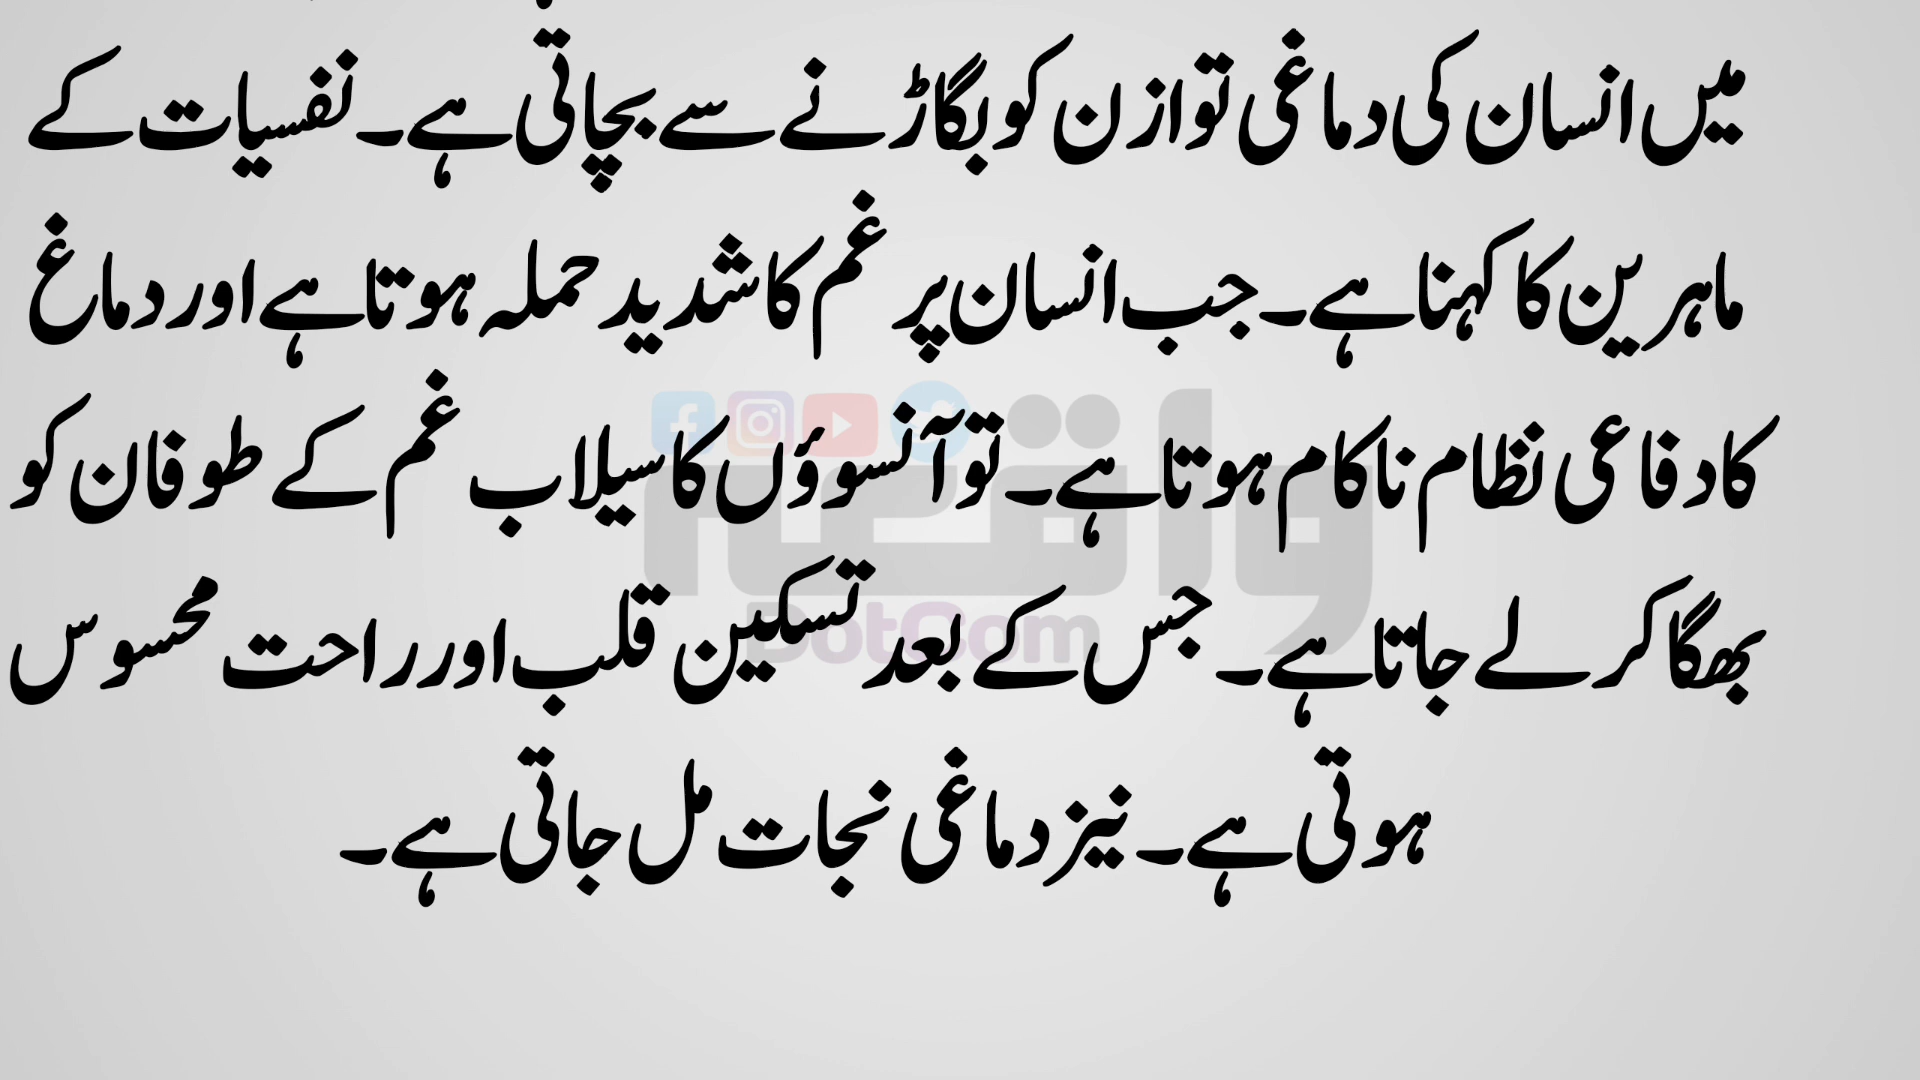 میں انسان کی دماغی توازن کو بگاڑنے سے بچاتی ہے۔ نفسیات کے
ماہرین کا کہنا ہے۔ جب انسان پر غم کا شدید حملہ ہوتا ہے اور دماغ
کا دفاعی نظام ناکام ہوتا ہے۔ تو آنسوؤں کا سیلاب غم کے طوفان کو
بھگا کر لے جاتا ہے۔ جس کے بعد تسکین قلب اور راحت محسوس
ہوتی ہے۔ نیز دماغی نجات مل جاتی ہے۔
واقعہ
DotCom